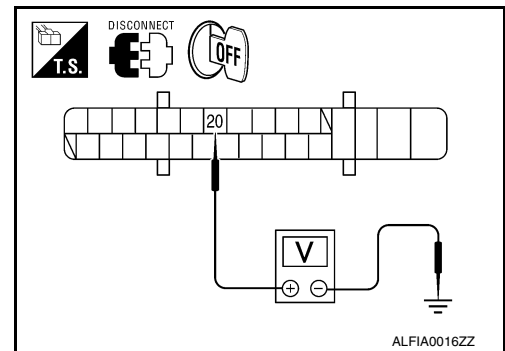 T.S.
DISCONNECT
OFF
20
V
+ −
ALFIA0016ZZ